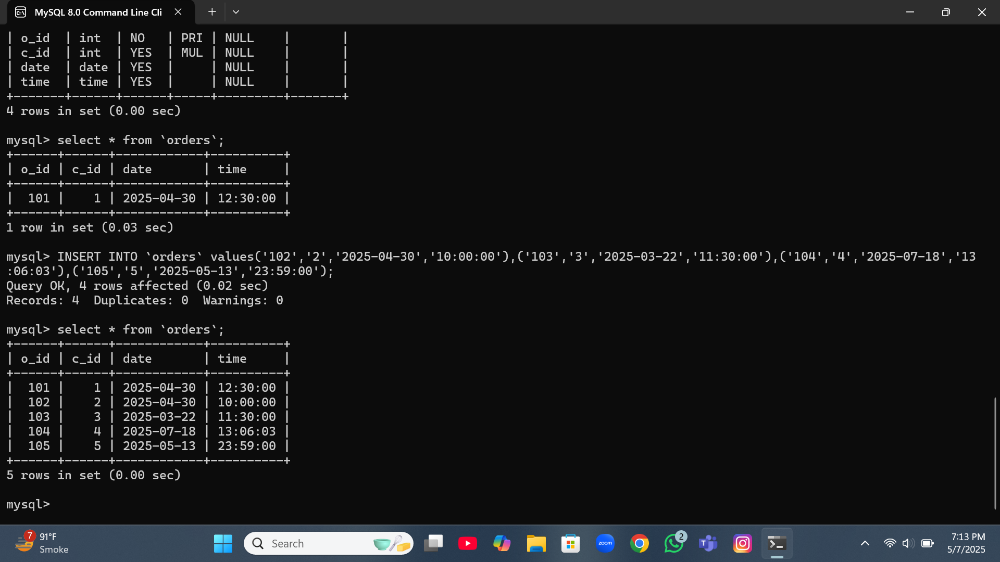 MySQL 8.0 Command Line Cli
| o_id  | int  | NO   | PRI | NULL    |       |
| c_id  | int  | YES  | MUL | NULL    |       |
| date  | date | YES  |     | NULL    |       |
| time  | time | YES  |     | NULL    |       |
+-------+------+------+-----+---------+-------+
4 rows in set (0.00 sec)
mysql> select * from `orders`;
+------+------+------------+----------+
| o_id | c_id | date       | time     |
+------+------+------------+----------+
|  101 |    1 | 2025-04-30 | 12:30:00 |
+------+------+------------+----------+
1 row in set (0.03 sec)
mysql> INSERT INTO `orders` values('102','2','2025-04-30','10:00:00'),('103','3','2025-03-22','11:30:00'),('104','4','2025-07-18','13
:06:03'),('105','5','2025-05-13','23:59:00');
Query OK, 4 rows affected (0.02 sec)
Records: 4  Duplicates: 0  Warnings: 0
mysql> select * from `orders`;
+------+------+------------+----------+
| o_id | c_id | date       | time     |
+------+------+------------+----------+
|  101 |    1 | 2025-04-30 | 12:30:00 |
|  102 |    2 | 2025-04-30 | 10:00:00 |
|  103 |    3 | 2025-03-22 | 11:30:00 |
|  104 |    4 | 2025-07-18 | 13:06:03 |
|  105 |    5 | 2025-05-13 | 23:59:00 |
+------+------+------------+----------+
5 rows in set (0.00 sec)
mysql>
7
91°F
Smoke
Search
zoom
2
T
7:13 PM
5/7/2025